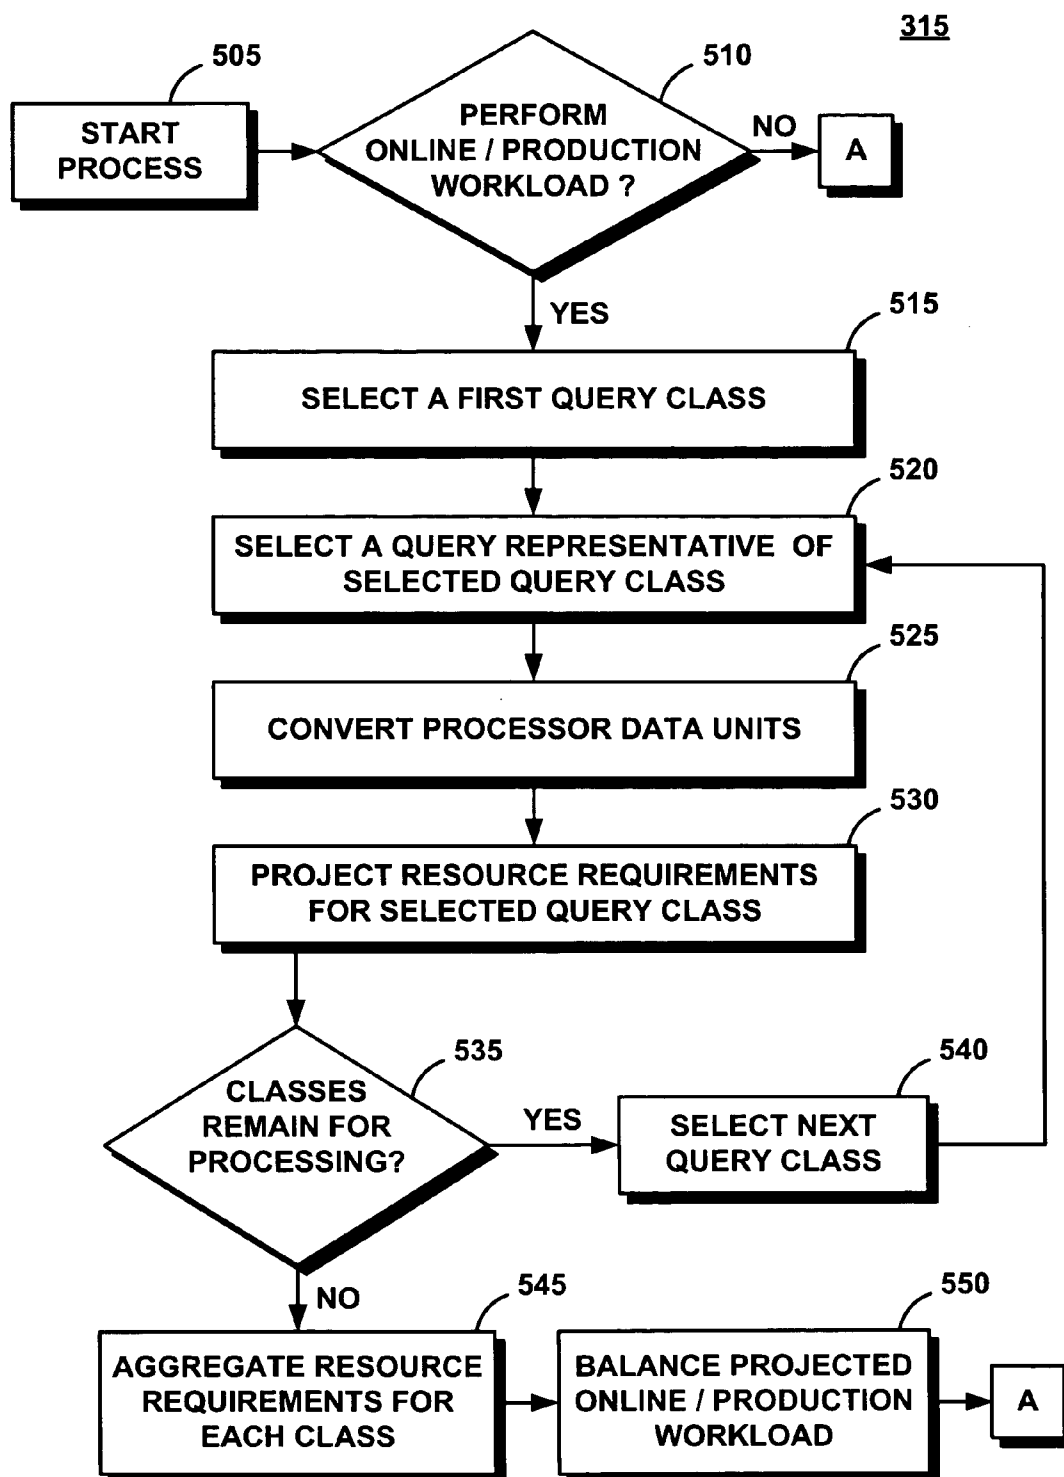 315
505
START
PROCESS
510
PERFORM
ONLINE / PRODUCTION
WORKLOAD ?
NO
A
YES
515
SELECT A FIRST QUERY CLASS
520
SELECT A QUERY REPRESENTATIVE OF
SELECTED QUERY CLASS
525
CONVERT PROCESSOR DATA UNITS
530
PROJECT RESOURCE REQUIREMENTS
FOR SELECTED QUERY CLASS
535
CLASSES
REMAIN FOR
PROCESSING?
YES
540
SELECT NEXT
QUERY CLASS
NO
545
AGGREGATE RESOURCE
REQUIREMENTS FOR
EACH CLASS
550
BALANCE PROJECTED
ONLINE / PRODUCTION
WORKLOAD
A